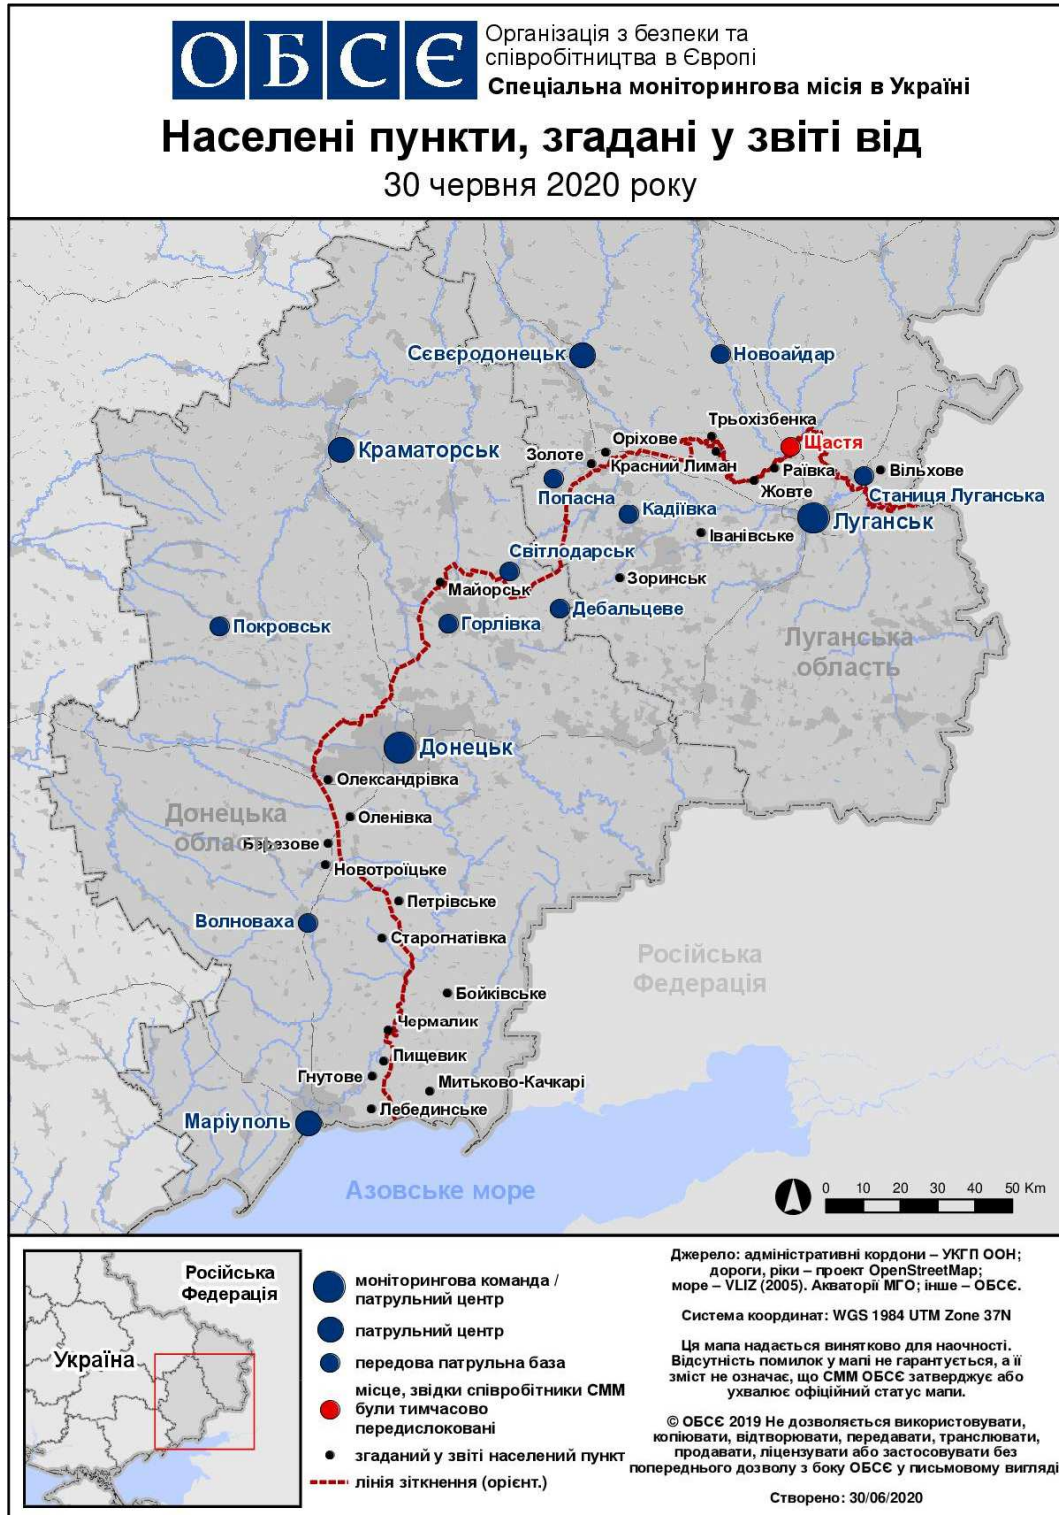 ОБСЄ
Організація з безпеки та
співробітництва в Європі
Спеціальна моніторингова місія в Україні
Населені пункти, згадані у звіті від
30 червня 2020 року
Сєвєродонецьк
Новоайдар
Трьохізбенка
Оріхове
Щастя
Краматорськ
Золоте
Красний Лиман
Раївка
Вільхове
Попасна
Жовте
Станиця Луганська
Кадіївка
Луганськ
Іванівське
Світлодарськ
Майорськ
Зоринськ
Дебальцеве
Горлівка
Покровськ
Луганська
область
Донецьк
Олександрівка
Донецька
область
Оленівка
Березове
Новотроїцьке
Петрівське
Волноваха
Старогнатівка
Російська
Федерація
Бойківське
Чермалик
Пищевик
Гнутове
Митьково-Качкарі
Лебединське
Маріуполь
Азовське море
0 10 20 30 40 50 Km
Російська
Федерація
Україна
моніторингова команда /
патрульний центр
патрульний центр
передова патрульна база
місце, звідки співробітники СММ
були тимчасово
передислоковані
згаданий у звіті населений пункт
лінія зіткнення (орієнт.)
Джерело: адміністративні кордони – УКГП ООН;
дороги, ріки – проект OpenStreetMap;
море – VLIZ (2005). Акваторії МГО; інше – ОБСЄ.
Система координат: WGS 1984 UTM Zone 37N
Ця мапа надається винятково для наочності.
Відсутність помилок у мапі не гарантується, а її
зміст не означає, що СММ ОБСЄ затверджує або
ухвалює офіційний статус мапи.
© ОБСЄ 2019 Не дозволяється використовувати,
копіювати, відтворювати, передавати, транслювати,
продавати, ліцензувати або застосовувати без
попереднього дозволу з боку ОБСЄ у письмовому вигляді
Створено: 30/06/2020